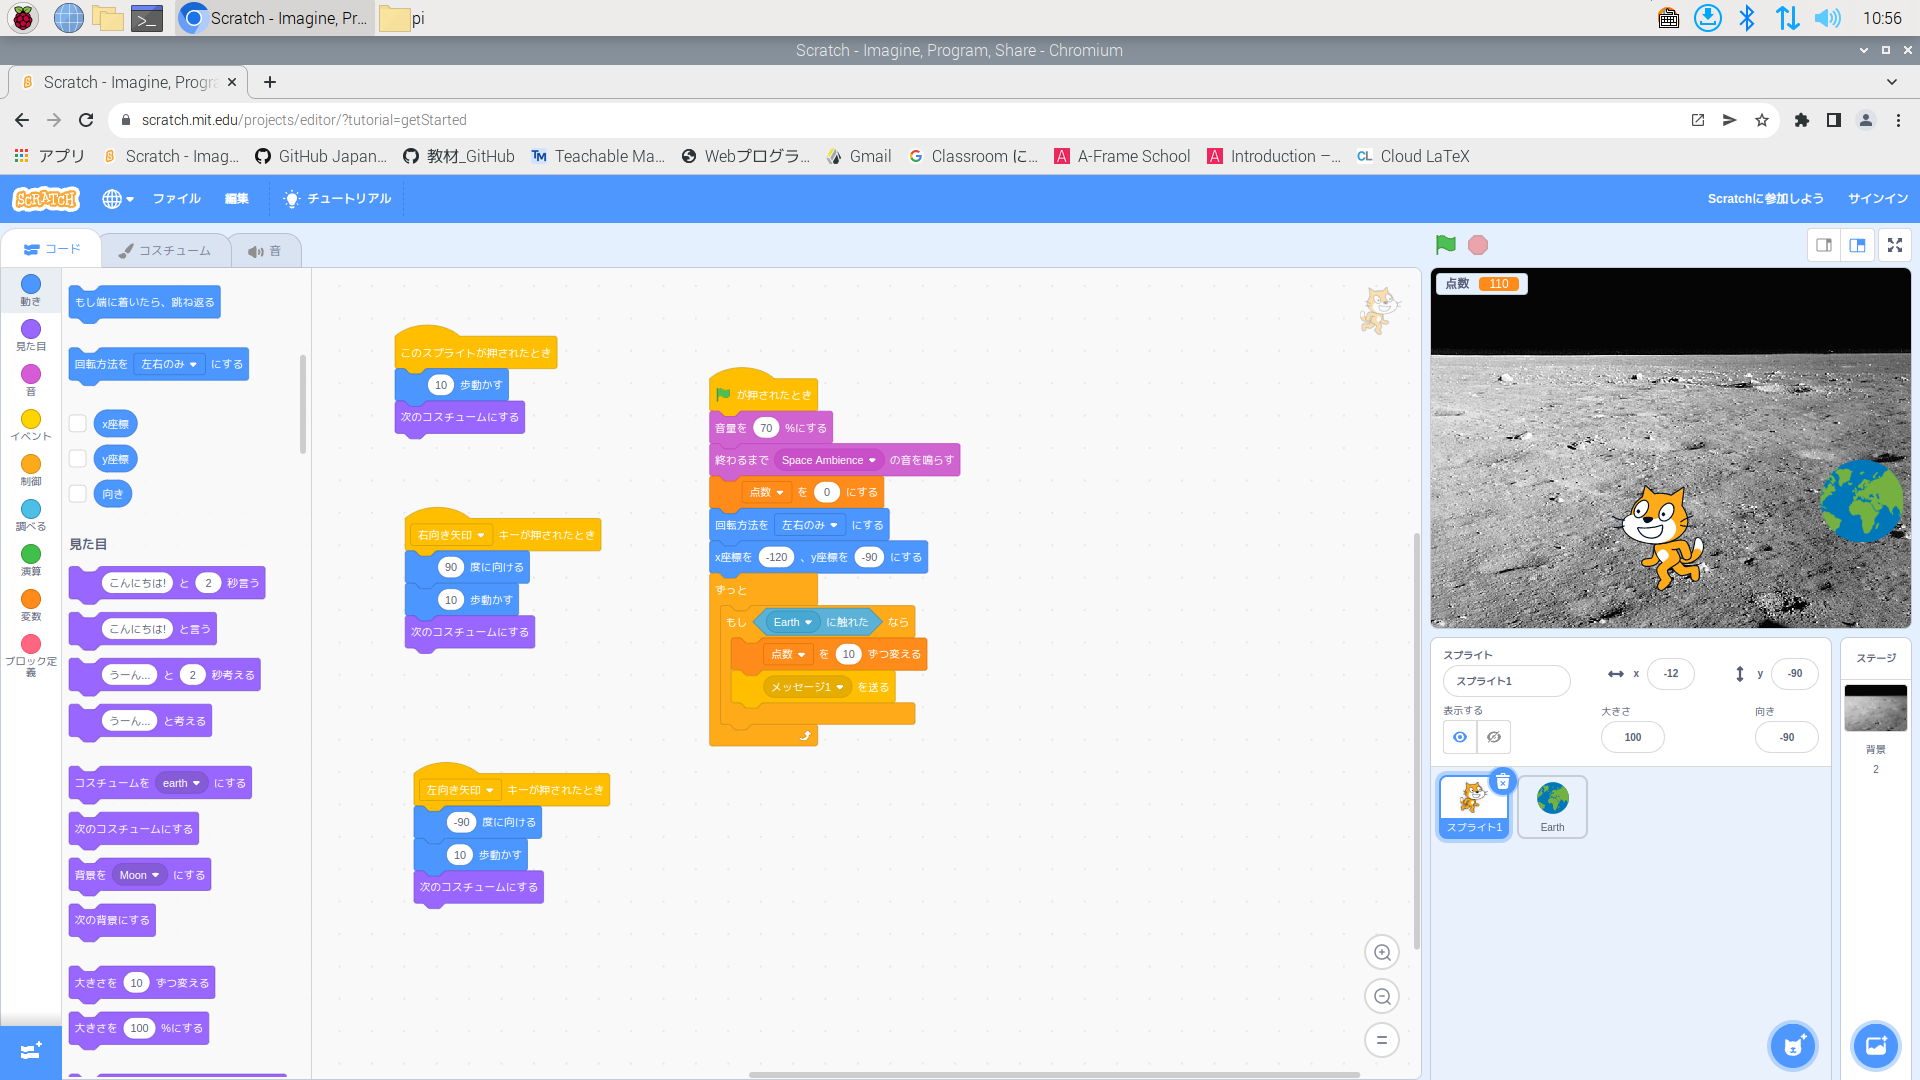 Scratch - Imagine, Pr...
pi
10:56
Scratch - Imagine, Program, Share - Chromium
Scratch - Imagine, Progra
scratch.mit.edu/projects/editor/?tutorial=getStarted
アプリ
Scratch - Imag...
GitHub Japan...
教材_GitHub
Teachable Ma...
Webプログラ...
Gmail
Classroom に...
A-Frame School
Introduction –...
Cloud LaTeX
SCRATCH
ファイル
編集
チュートリアル
Scratchに参加しよう
サインイン
コード
コスチューム
音
動き
見た目
音
イベント
制御
調べる
演算
変数
ブロック定義
もし端に着いたら、跳ね返る
回転方法を 左右のみ にする
x座標
y座標
向き
見た目
こんにちは! と 2 秒言う
こんにちは! と言う
うーん... と 2 秒考える
うーん... と考える
コスチュームを earth にする
次のコスチュームにする
背景を Moon にする
次の背景にする
大きさを 10 ずつ変える
大きさを 100 %にする
このスプライトが押されたとき
10 歩動かす
次のコスチュームにする
右向き矢印 キーが押されたとき
90 度に向ける
10 歩動かす
次のコスチュームにする
左向き矢印 キーが押されたとき
-90 度に向ける
10 歩動かす
次のコスチュームにする
が押されたとき
音量を 70 %にする
終わるまで Space Ambience の音を鳴らす
点数 を 0 にする
回転方法を 左右のみ にする
x座標を -120 、y座標を -90 にする
ずっと
もし Earth に触れた なら
点数 を 10 ずつ変える
メッセージ1 を送る
点数 110
スプライト
スプライト1
x -12
y -90
表示する
大きさ
100
向き
-90
スプライト1
Earth
ステージ
背景
2